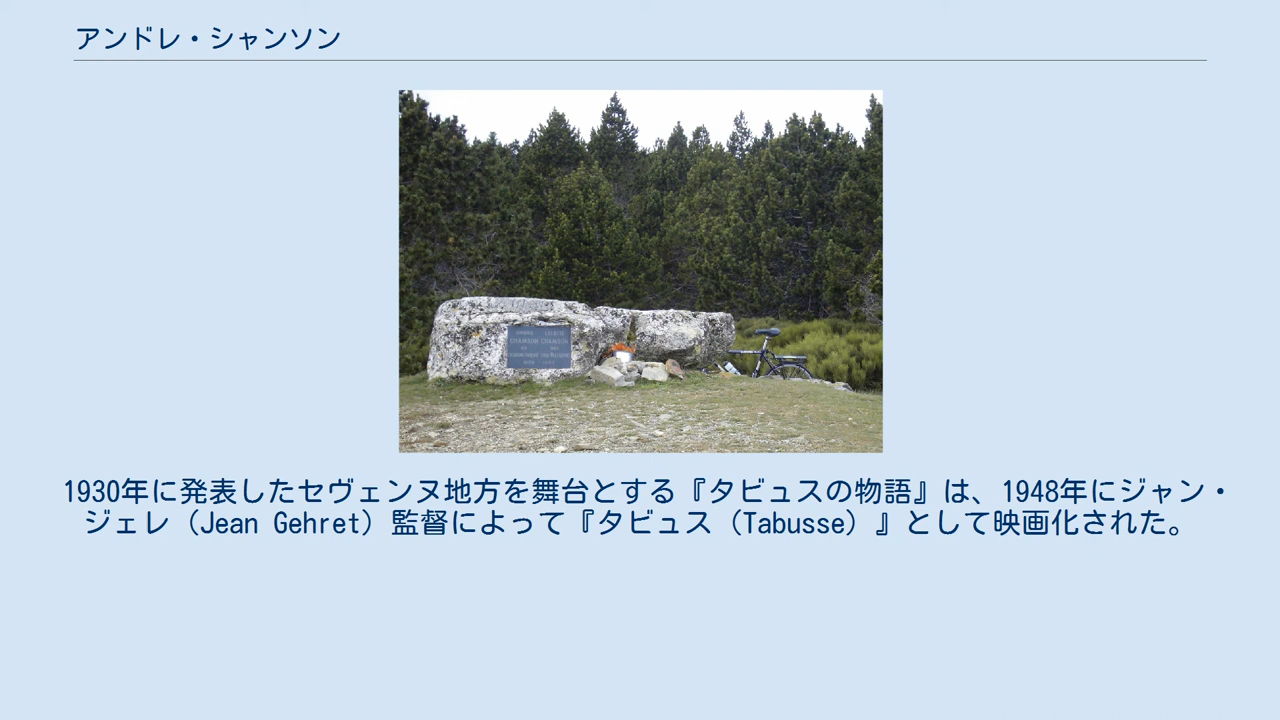 アンドレ・シャンソン
CHAMSON CHAMSON
1930年に発表したセヴェンヌ地方を舞台とする『タビュスの物語』は、1948年にジャン・
ジェレ（Jean Gehret）監督によって『タビュス（Tabusse）』として映画化された。